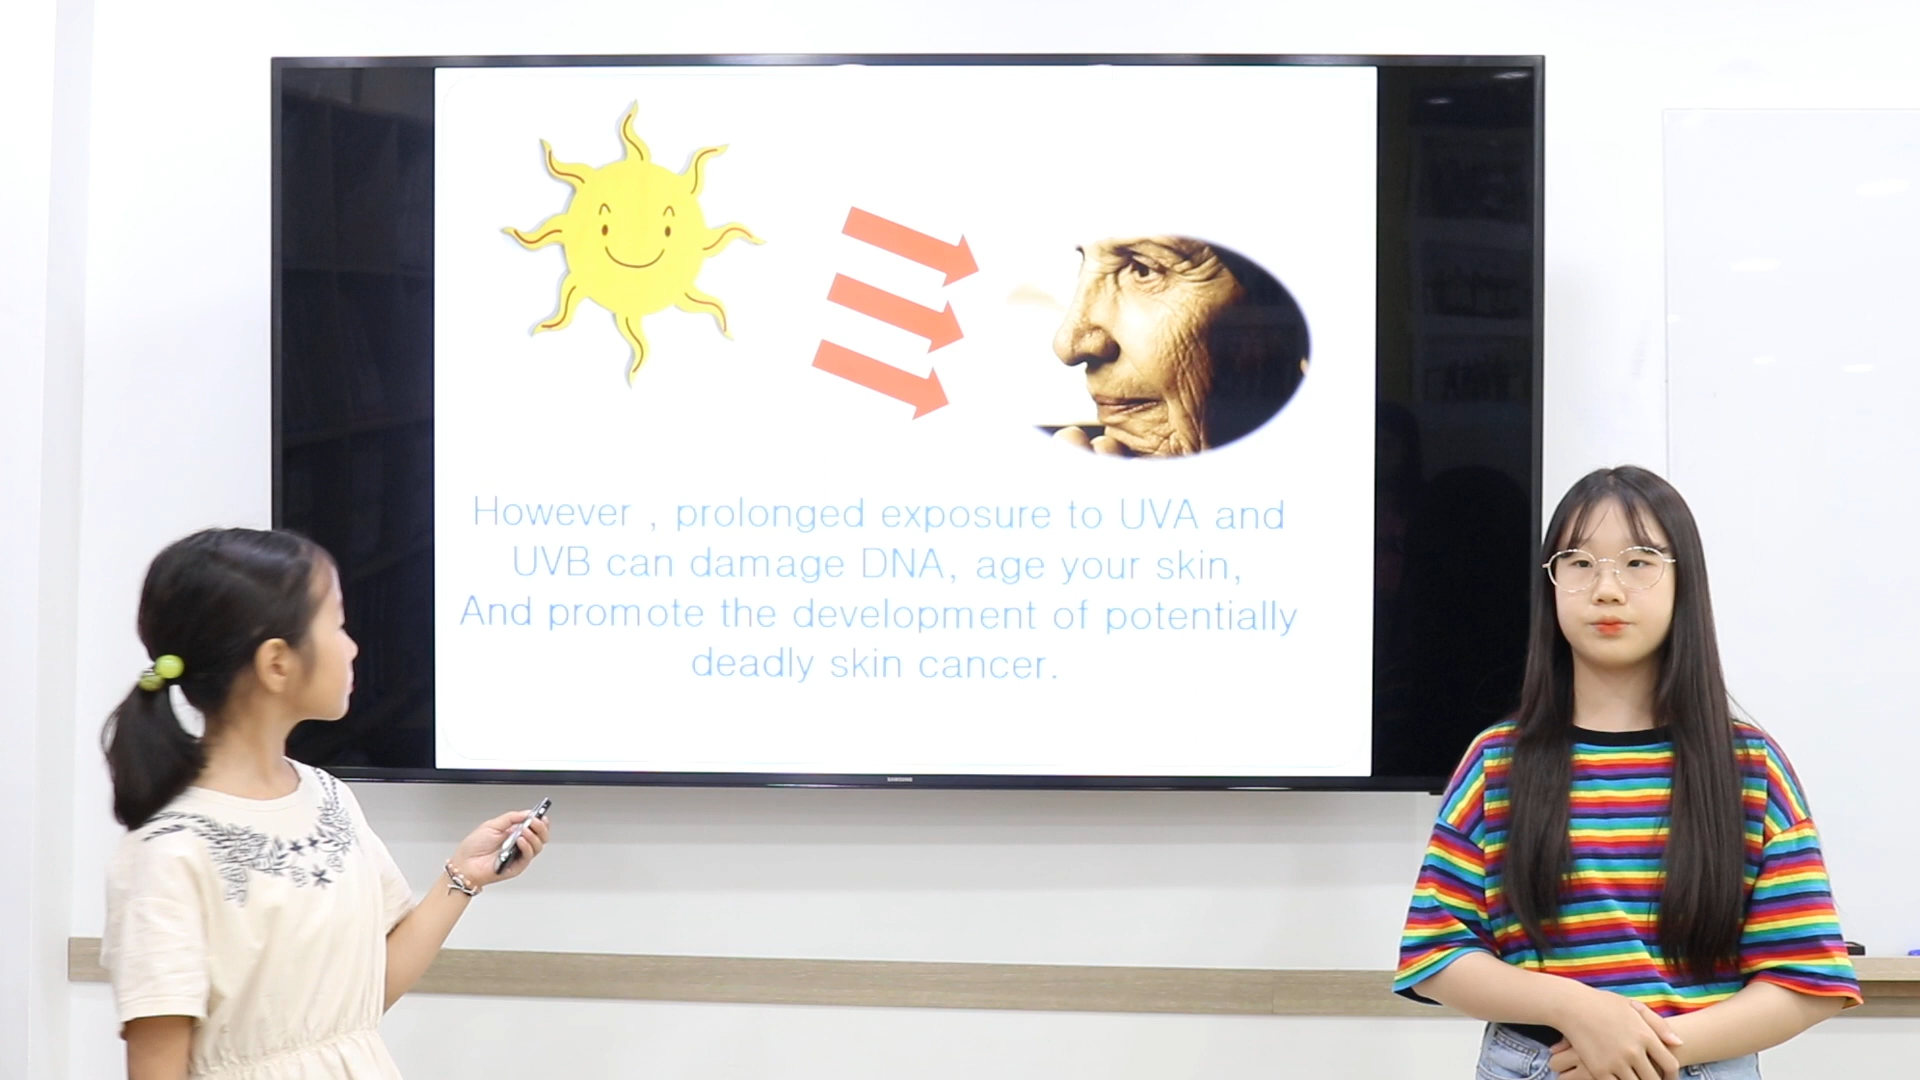 However , prolonged exposure to UVA and
UVB can damage DNA, age your skin,
And promote the development of potentially
deadly skin cancer.
SAMSUNG